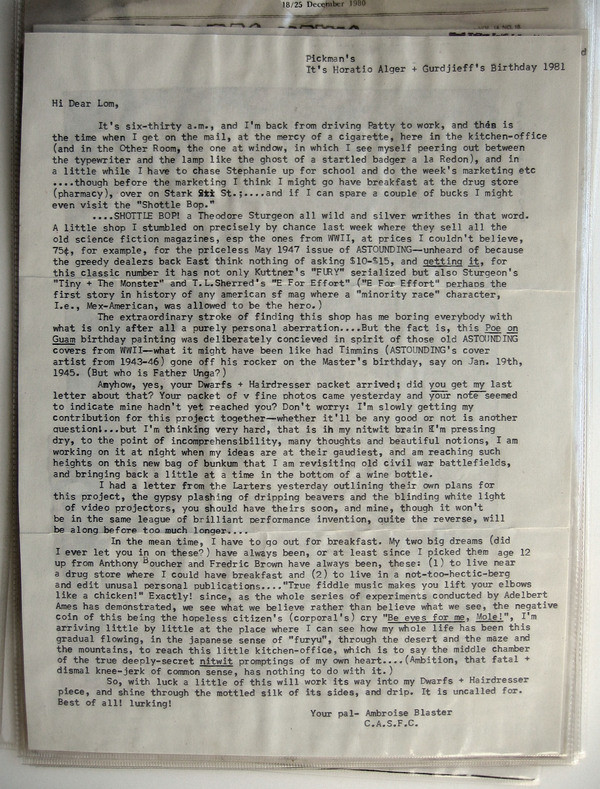 18/25 December 1980
Pickman's
It's Horatio Alger + Gurdjieff's Birthday 1981
Hi Dear Lom,
It's six-thirty a.m., and I'm back from driving Patty to work, and this is
the time when I get on the mail, at the mercy of a cigarette, here in the kitchen-office
(and in the Other Room, the one at window, in which I see myself peering out between
the typewriter and the lamp like the ghost of a startled badger a la Redon), and in
a little while I have to chase Stephanie up for school and do the week's marketing etc
....though before the marketing I think I might go have breakfast at the drug store
(pharmacy), over on Stark St.;....and if I can spare a couple of bucks I might
even visit the "Shottle Bop."
....SHOTTLE BOP! a Theodore Sturgeon all wild and silver writhes in that word.
A little shop I stumbled on precisely by chance last week where they sell all the
old science fiction magazines, esp the ones from WWII, at prices I couldn't believe,
75¢, for example, for the priceless May 1947 issue of ASTOUNDING—unheard of because
the greedy dealers back East think nothing of asking $10-$15, and getting it, for
this classic number it has not only Kuttner's "FURY" serialized but also Sturgeon's
"Tiny + The Monster" and T.L.Sherred's "E For Effort" ("E For Effort" perhaps the
first story in history of any american sf mag where a "minority race" character,
I.e., Mex-American, was allowed to be the hero.)
The extraordinary stroke of finding this shop has me boring everybody with
what is only after all a purely personal aberration....But the fact is, this Poe on
Guam birthday painting was deliberately concieved in spirit of those old ASTOUNDING
covers from WWII—what it might have been like had Timmins (ASTOUNDING's cover
artist from 1943-46) gone off his rocker on the Master's birthday, say on Jan. 19th,
1945. (But who is Father Unga?)
Anyhow, yes, your Dwarfs + Hairdresser packet arrived; did you get my last
letter about that? Your packet of v fine photos came yesterday and your note seemed
to indicate mine hadn't yet reached you? Don't worry: I'm slowly getting my
contribution for this project together—whether it'll be any good or not is another
question!...but I'm thinking very hard, that is in my nitwit brain I'm pressing
dry, to the point of incomprehensibility, many thoughts and beautiful notions, I am
working on it at night when my ideas are at their gaudiest, and am reaching such
heights on this new bag of bunkum that I am revisiting old civil war battlefields,
and bringing back a little at a time in the bottom of a wine bottle.
I had a letter from the Larters yesterday outlining their own plans for
this project, the gypsy plashing of dripping beavers and the blinding white light
of video projectors, you should have theirs soon, and mine, though it won't
be in the same league of brilliant performance invention, quite the reverse, will
be along before too much longer....
In the mean time, I have to go out for breakfast. My two big dreams (did
I ever let you in on these?) have always been, or at least since I picked them age 12
up from Anthony Boucher and Fredric Brown have always been, these: (1) to live near
a drug store where I could have breakfast and (2) to live in a not-too-hectic-berg
and edit unusual personal publications...."True fiddle music makes you lift your elbows
like a chicken!" Exactly! since, as the whole series of experiments conducted by Adelbert
Ames has demonstrated, we see what we believe rather than believe what we see, the negative
coin of this being the hopeless citizen's (corporal's) cry "Be eyes for me, Mole!", I'm
arriving little by little at the place where I can see how my whole life has been this
gradual flowing, in the japanese sense of "furyu", through the desert and the maze and
the mountains, to reach this little kitchen-office, which is to say the middle chamber
of the true deeply-secret nitwit promptings of my own heart....(Ambition, that fatal +
dismal knee-jerk of common sense, has nothing to do with it.)
So, with luck a little of this will work its way into my Dwarfs + Hairdresser
piece, and shine through the mottled silk of its sides, and drip. It is uncalled for.
Best of all! lurking!
Your pal- Ambroise Blaster
C.A.S.F.C.